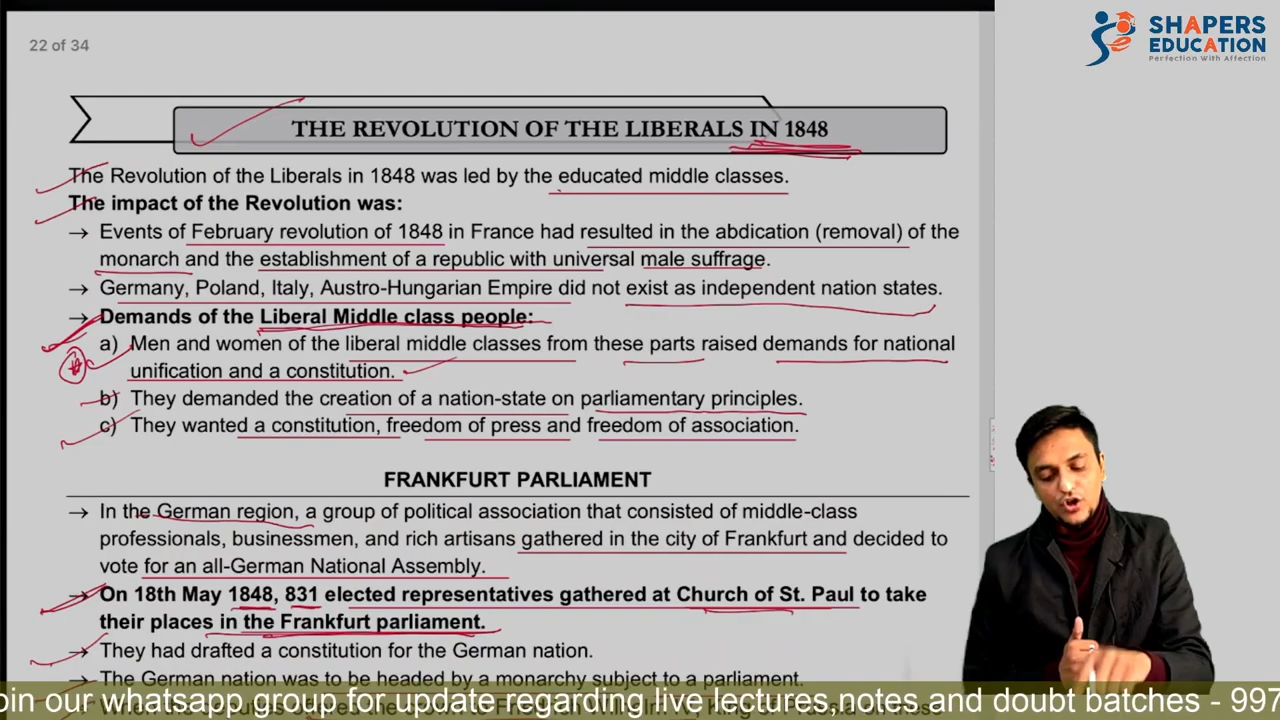 22 of 34
SHAPERS
EDUCATION
Perfection With Affection
THE REVOLUTION OF THE LIBERALS IN 1848
The Revolution of the Liberals in 1848 was led by the educated middle classes.
The impact of the Revolution was:
→ Events of February revolution of 1848 in France had resulted in the abdication (removal) of the
monarch and the establishment of a republic with universal male suffrage.
→ Germany, Poland, Italy, Austro-Hungarian Empire did not exist as independent nation states.
→ Demands of the Liberal Middle class people:
a) Men and women of the liberal middle classes from these parts raised demands for national
unification and a constitution.
b) They demanded the creation of a nation-state on parliamentary principles.
c) They wanted a constitution, freedom of press and freedom of association.
FRANKFURT PARLIAMENT
→ In the German region, a group of political association that consisted of middle-class
professionals, businessmen, and rich artisans gathered in the city of Frankfurt and decided to
vote for an all-German National Assembly.
→ On 18th May 1848, 831 elected representatives gathered at Church of St. Paul to take
their places in the Frankfurt parliament.
→ They had drafted a constitution for the German nation.
→ The German nation was to be headed by a monarchy subject to a parliament.
oin our whatsapp group for update regarding live lectures,notes and doubt batches - 997